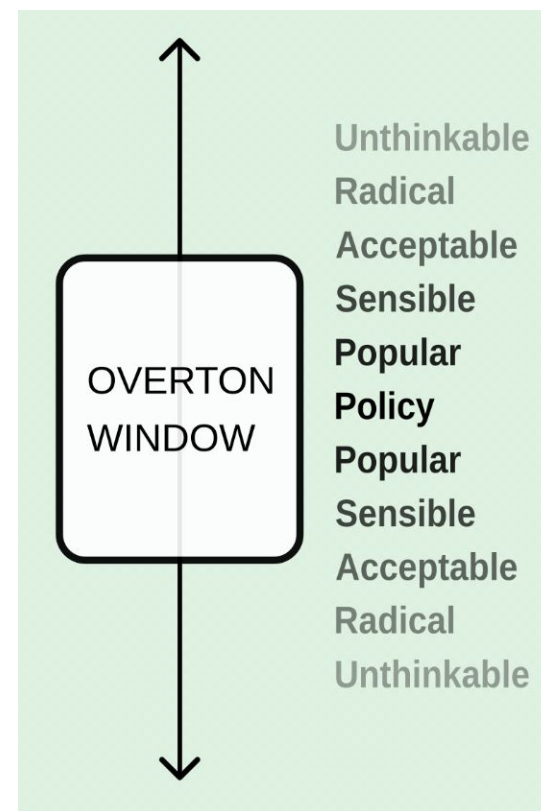 OVERTON
WINDOW
Unthinkable
Radical
Acceptable
Sensible
Popular
Policy
Popular
Sensible
Acceptable
Radical
Unthinkable